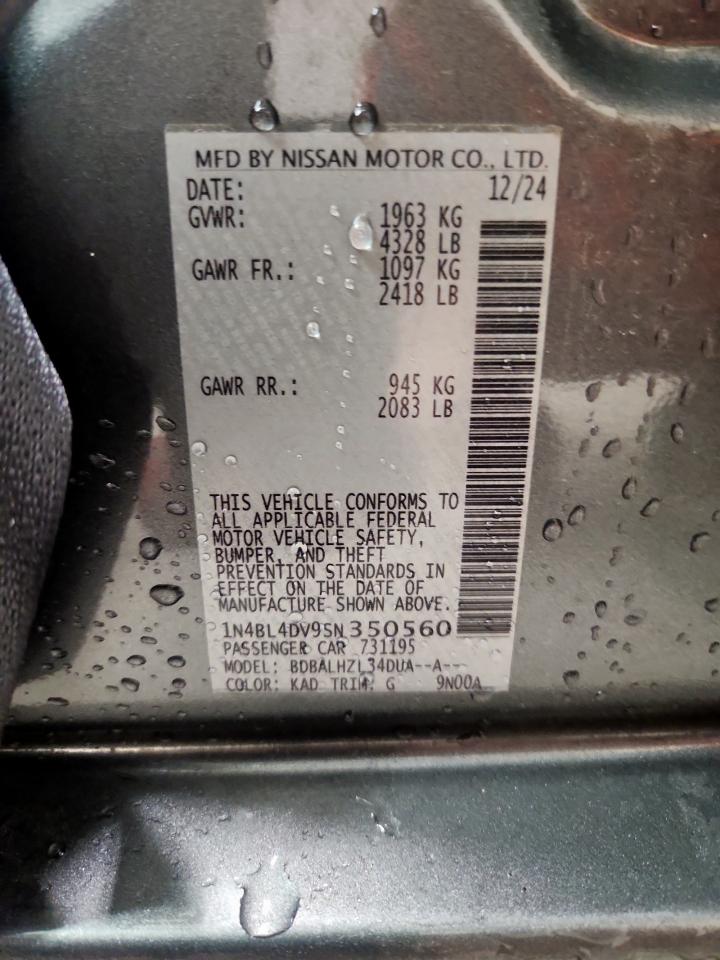 MFD BY NISSAN MOTOR CO., LTD.
DATE: 12/24
GVWR: 1963 KG
4328 LB
GAWR FR.: 1097 KG
2418 LB
GAWR RR.: 945 KG
2083 LB
THIS VEHICLE CONFORMS TO
ALL APPLICABLE FEDERAL
MOTOR VEHICLE SAFETY,
BUMPER, AND THEFT
PREVENTION STANDARDS IN
EFFECT ON THE DATE OF
MANUFACTURE SHOWN ABOVE.
1N4BL4DV9SN350560
PASSENGER CAR 731195
MODEL: BDBALHZL34DUA--A--
COLOR: KAD TRIM: G 9N00A